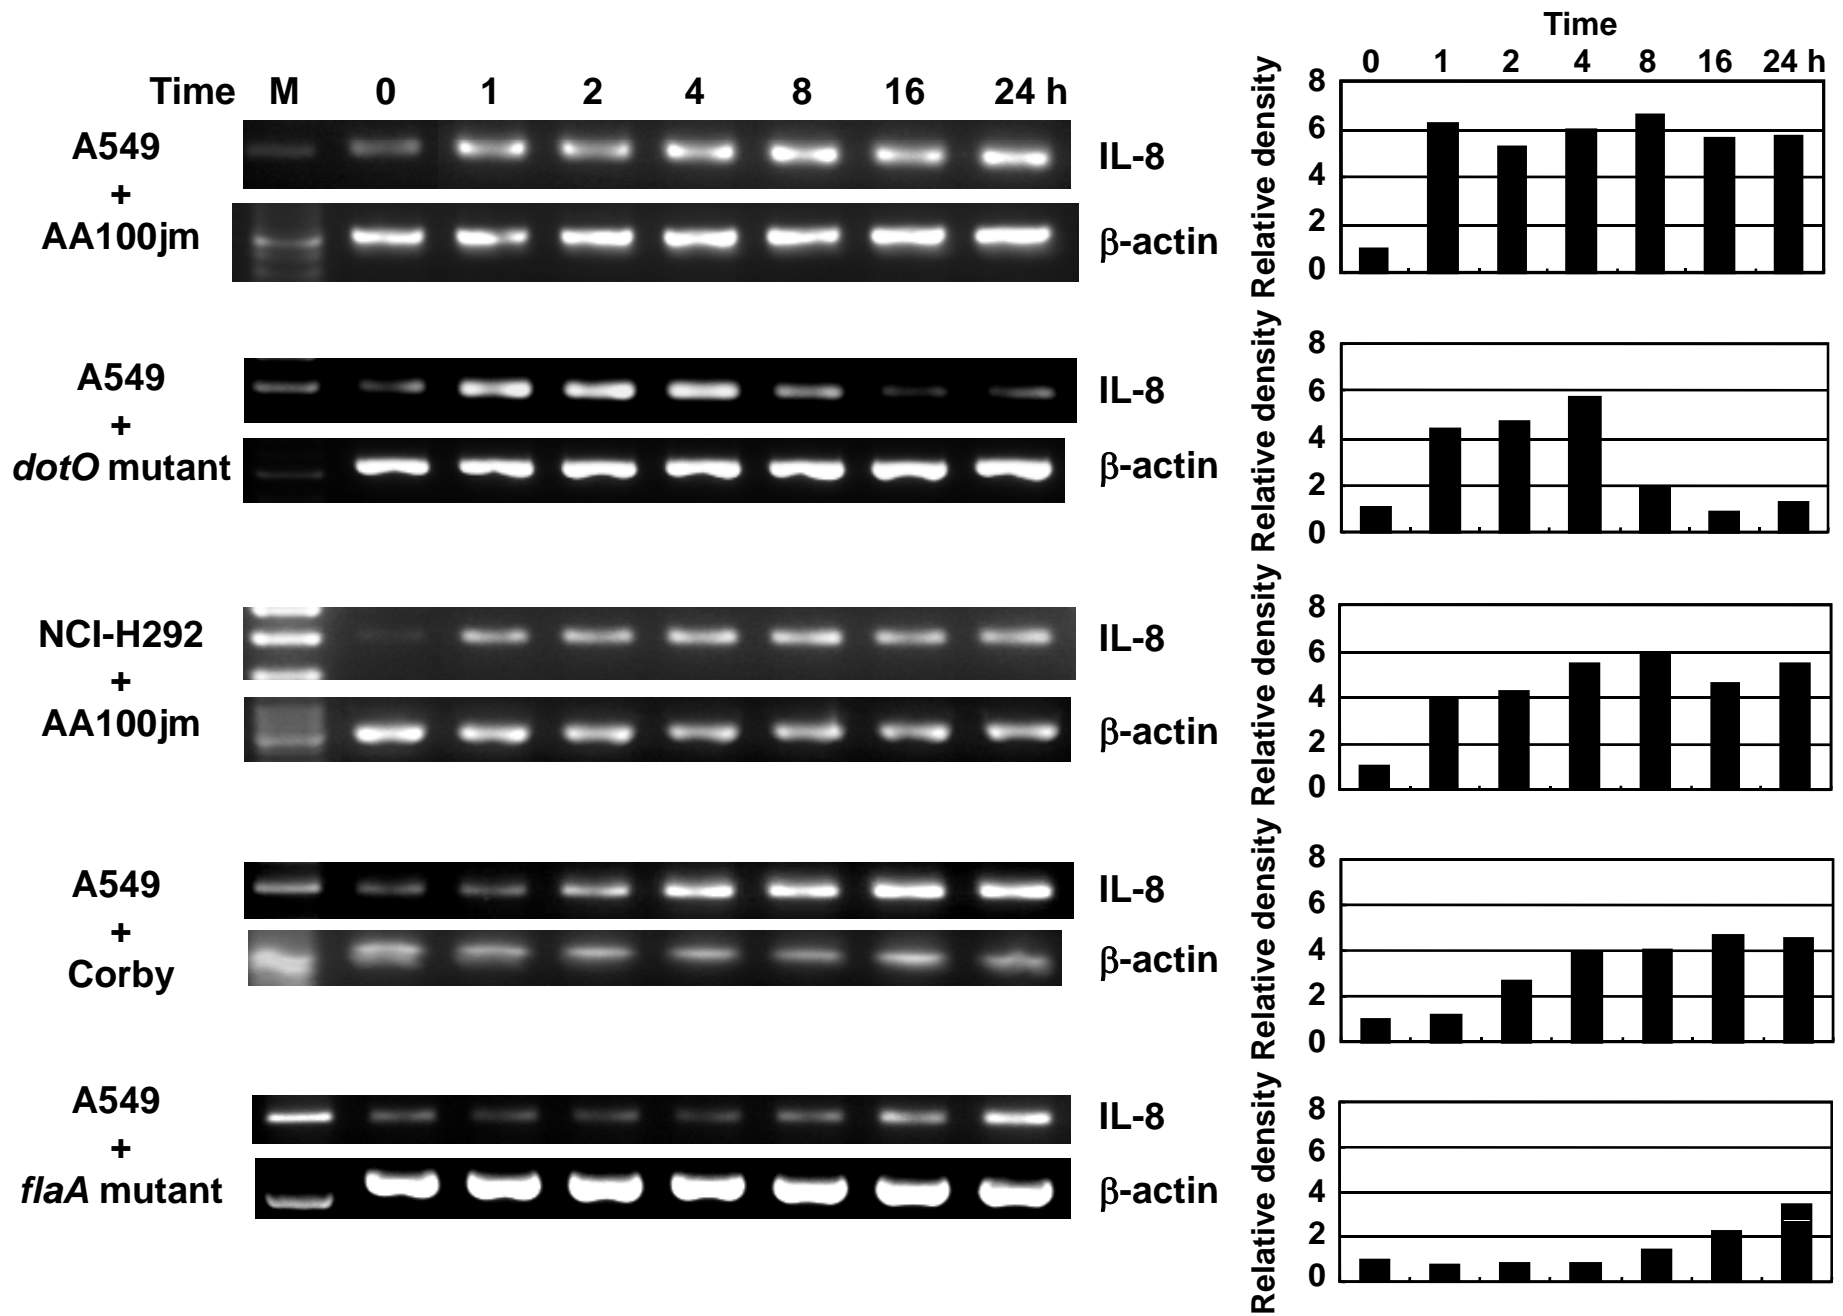 Time M 0 1 2 4 8 16 24 h
A549
+
AA100jm
IL-8
β-actin
A549
+
dotO mutant
IL-8
β-actin
NCI-H292
+
AA100jm
IL-8
β-actin
A549
+
Corby
IL-8
β-actin
A549
+
flaA mutant
IL-8
β-actin
Time
0 1 2 4 8 16 24 h
Relative density
8
6
4
2
0
Relative density
8
6
4
2
0
Relative density
8
6
4
2
0
Relative density
8
6
4
2
0
Relative density
8
6
4
2
0